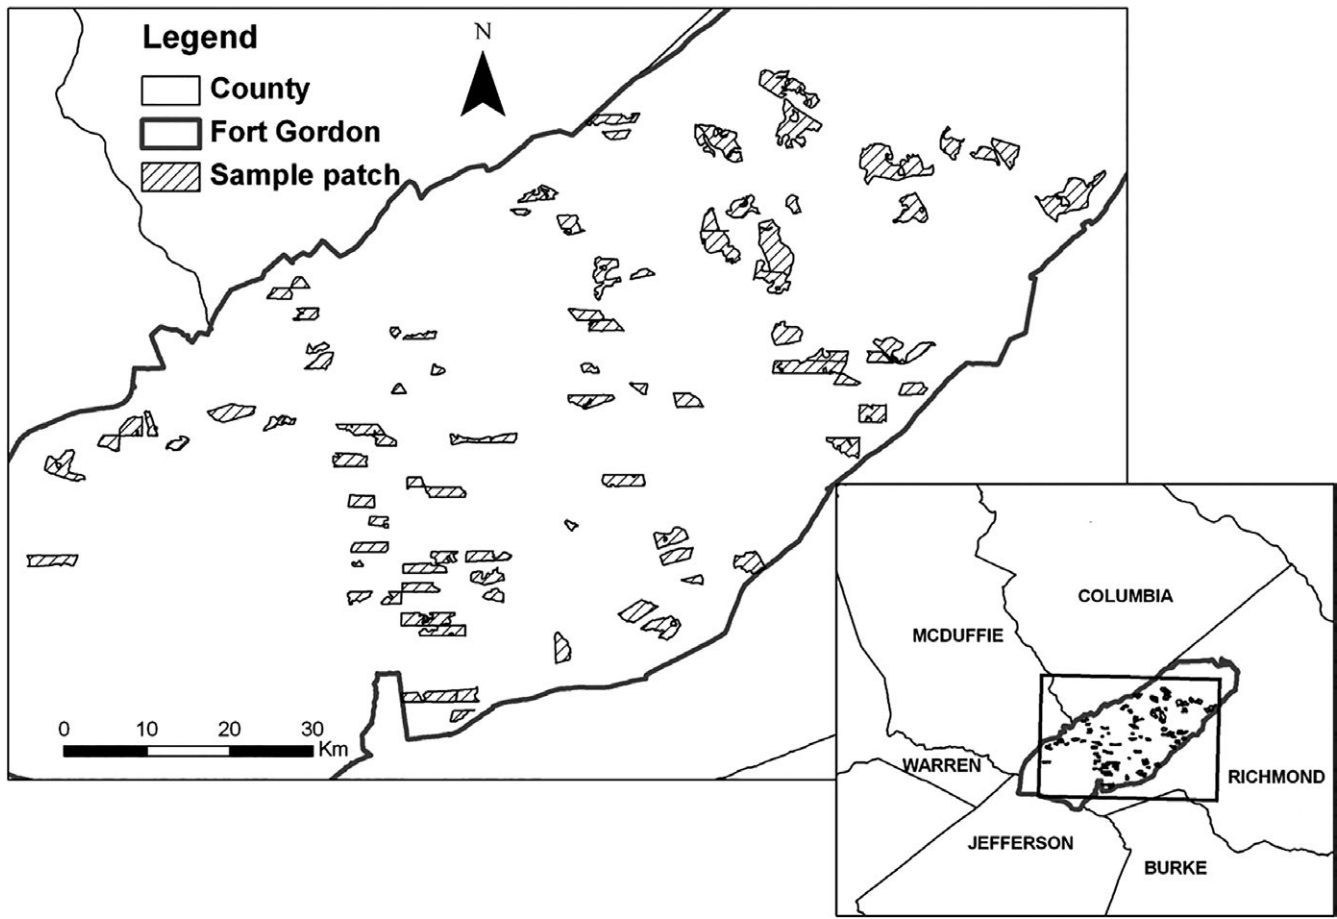 Legend
County
Fort Gordon
Sample patch
N
0 10 20 30
Km
COLUMBIA
MCDUFFIE
WARREN
RICHMOND
JEFFERSON
BURKE